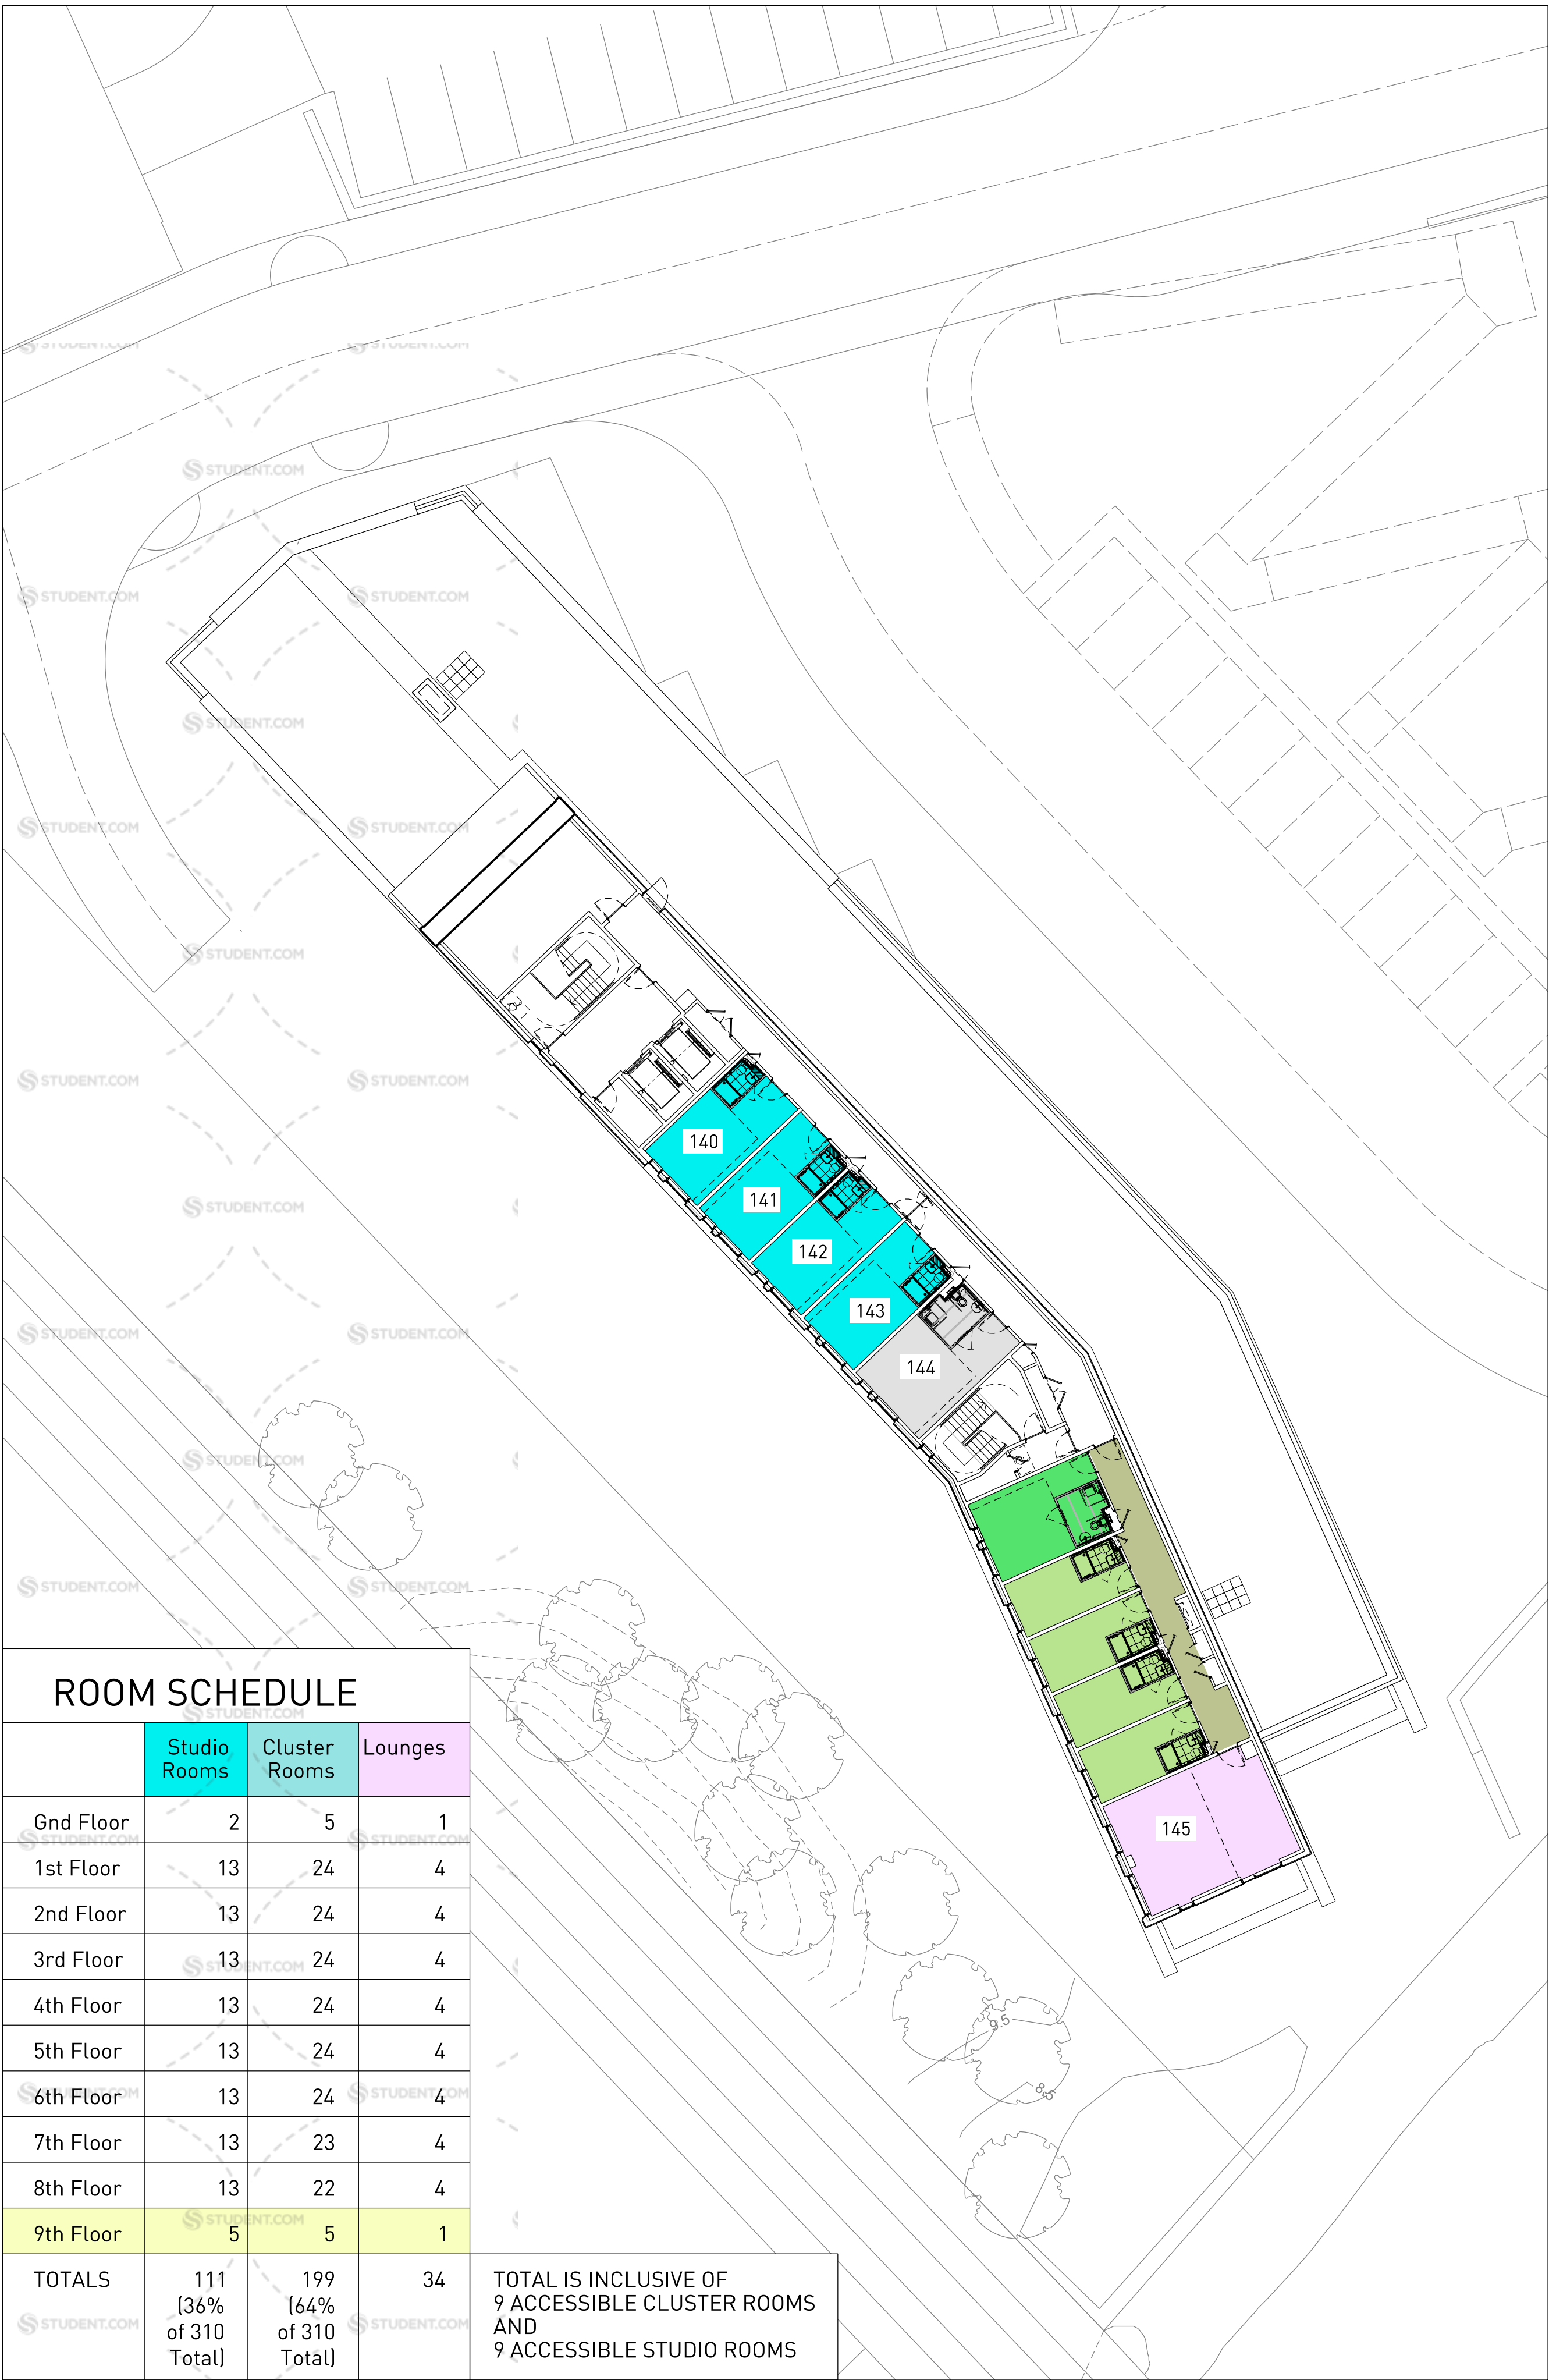 140
141
142
143
144
145
9.5
8.5
ROOM SCHEDULE
Studio Rooms Cluster Rooms Lounges
Gnd Floor 2 5 1
1st Floor 13 24 4
2nd Floor 13 24 4
3rd Floor 13 24 4
4th Floor 13 24 4
5th Floor 13 24 4
6th Floor 13 24 4
7th Floor 13 23 4
8th Floor 13 22 4
9th Floor 5 5 1
TOTALS 111 199 34
(36% (64%
of 310 of 310
Total) Total)
TOTAL IS INCLUSIVE OF
9 ACCESSIBLE CLUSTER ROOMS
AND
9 ACCESSIBLE STUDIO ROOMS
STUDENT.COM